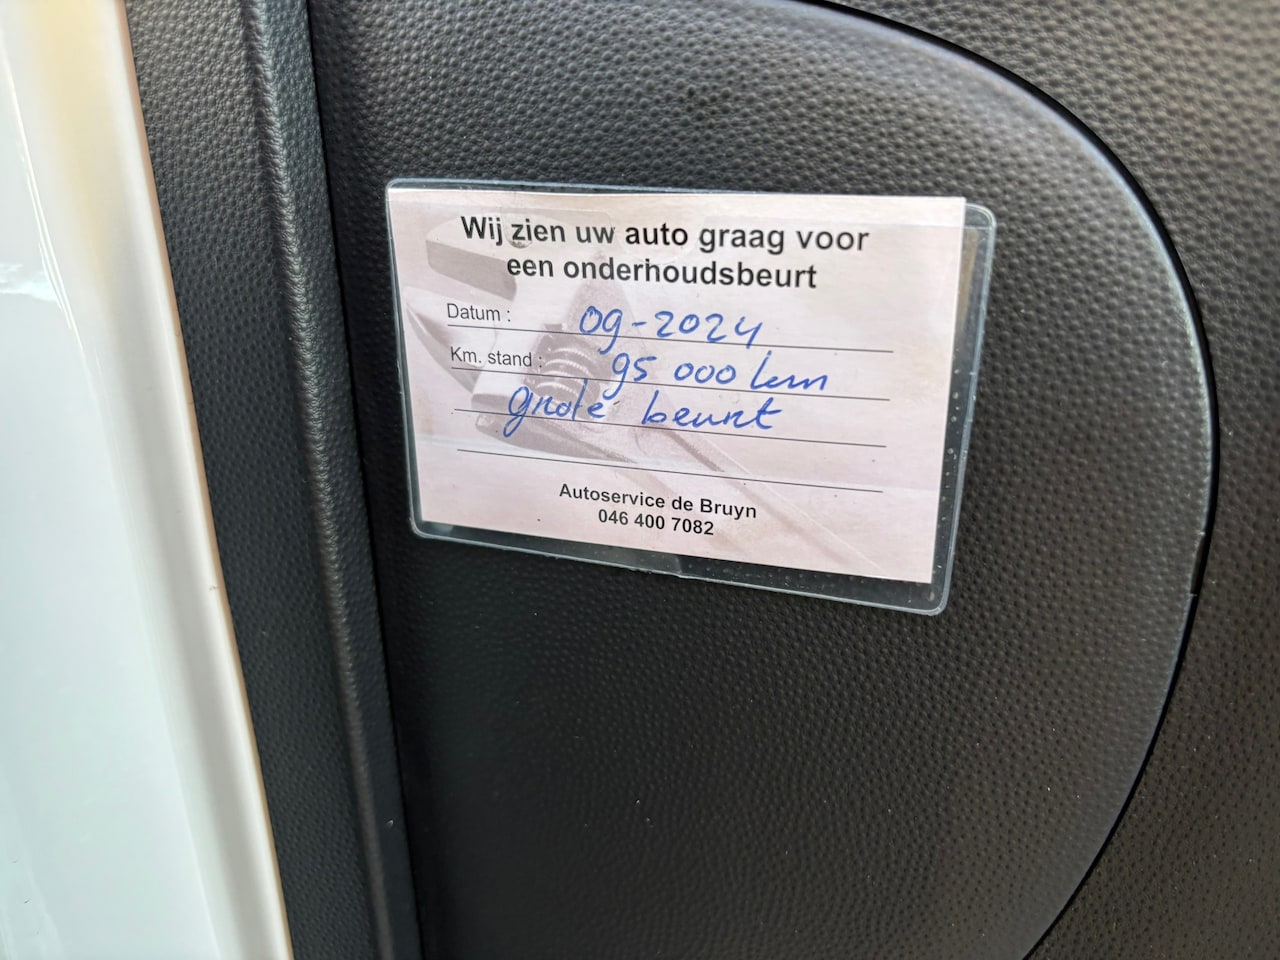 Wij zien uw auto graag voor
een onderhoudsbeurt
Datum : 09-2024
Km. stand : 95 000 km
grote beurt
Autoservice de Bruyn
046 400 7082